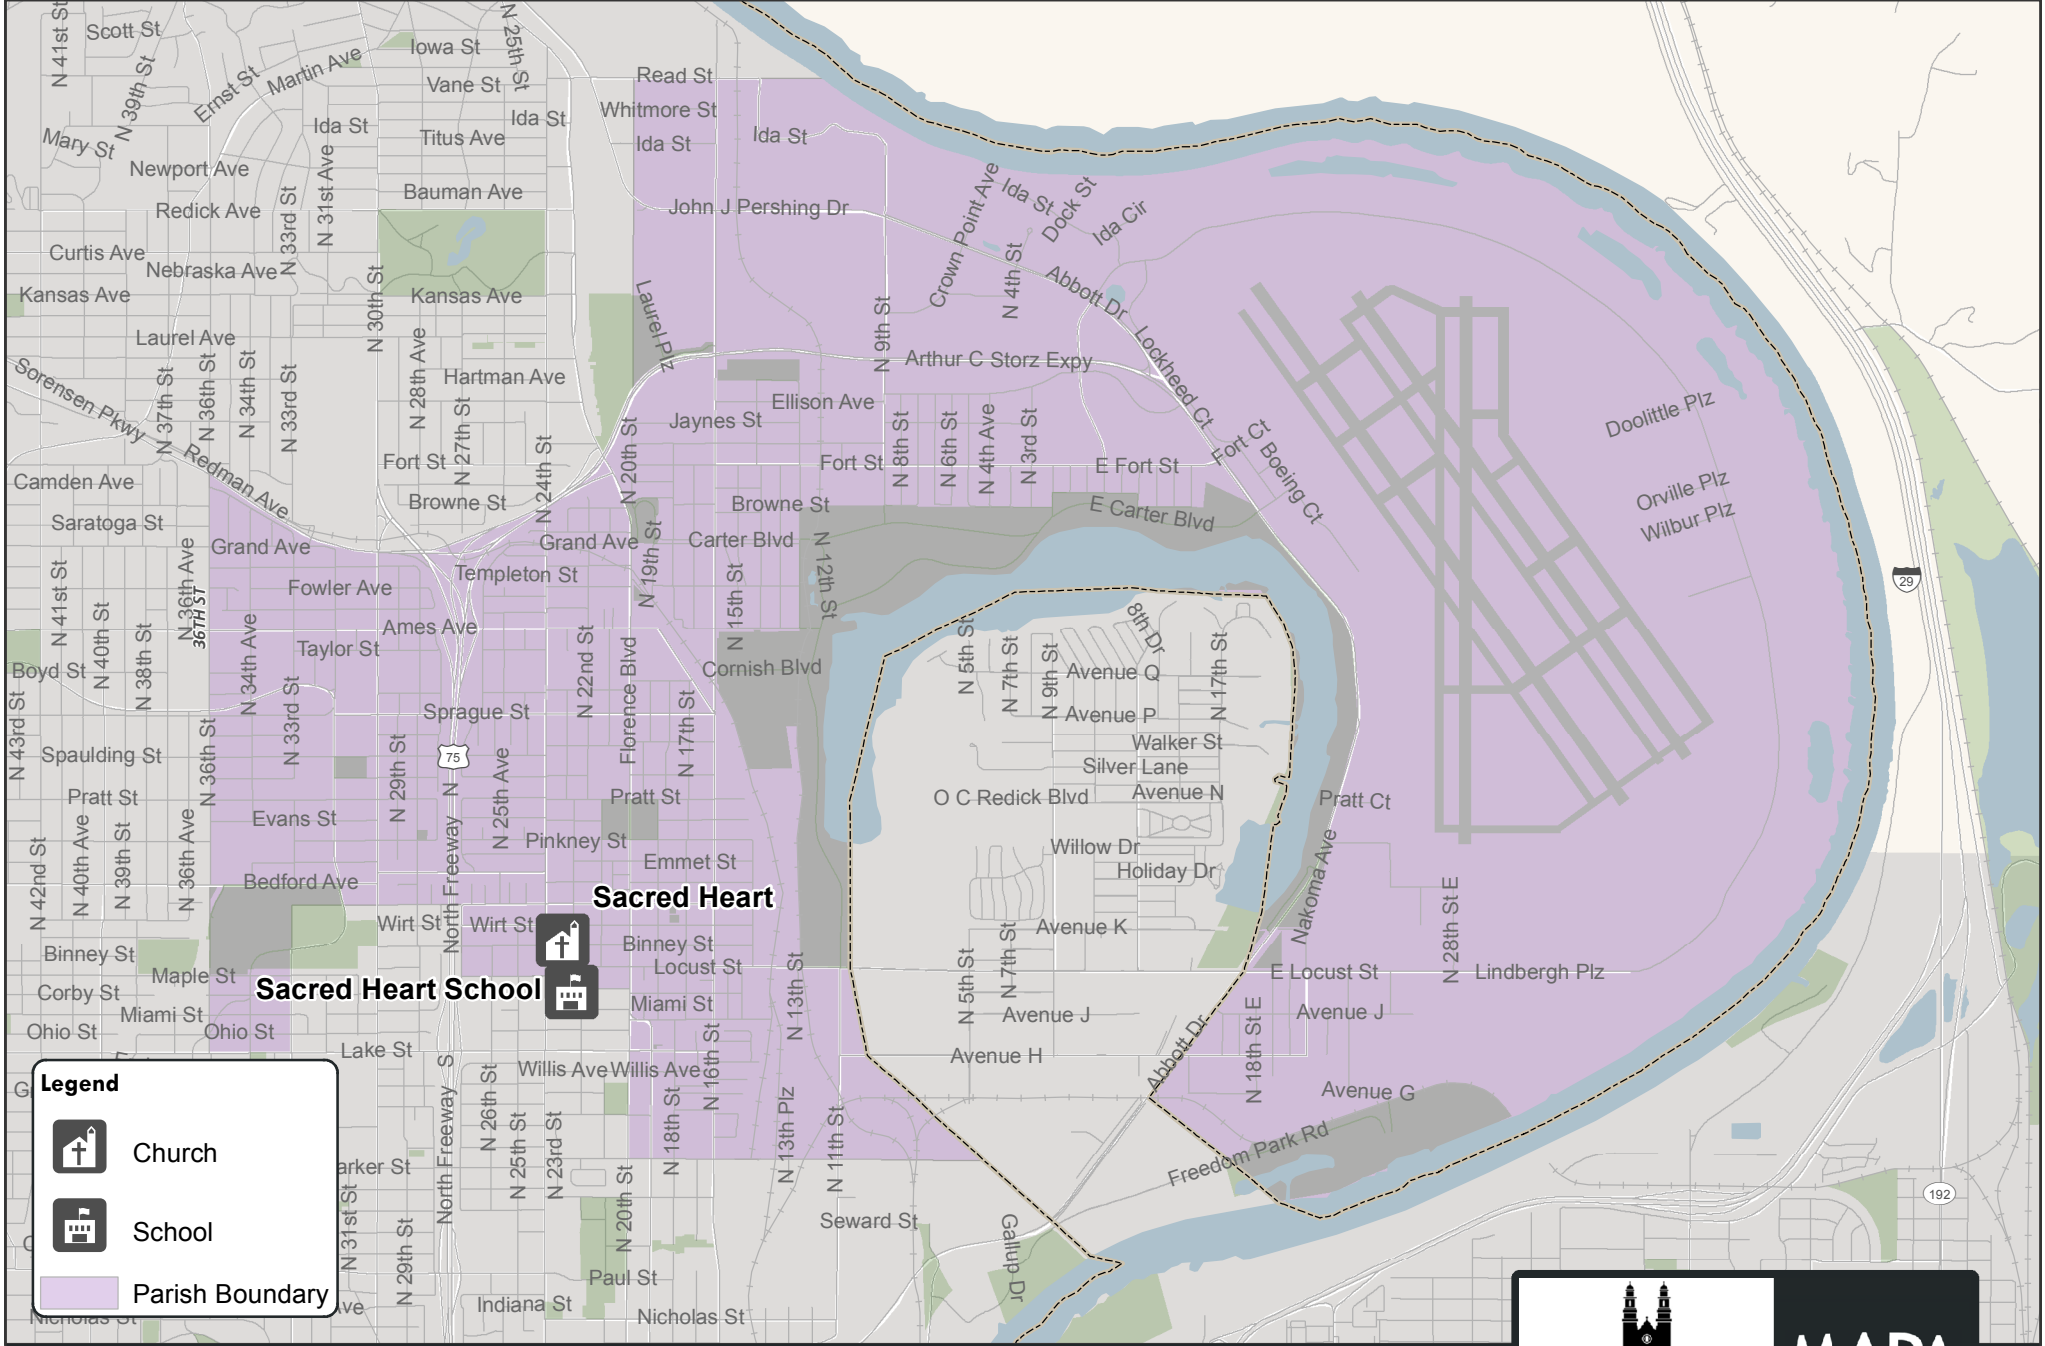 N 41st St
Scott St
N 39th St
Ernst St
Martin Ave
Iowa St
N 25th St
Vane St
Read St
Whitmore St
Ida St
Ida St
Titus Ave
Ida St
Ida St
Mary St
Newport Ave
N 31st Ave
N 33rd St
Bauman Ave
Redick Ave
John J Pershing Dr
Crown Point Ave
Ida St
Dock St
Ida Cir
Curtis Ave
Nebraska Ave
Kansas Ave
Kansas Ave
N 30th St
Laurel Plz
N 9th St
N 4th St
Abbott Dr
Laurel Ave
Sorensen Pkwy
N 37th St
N 36th St
N 34th St
N 33rd St
N 28th Ave
Hartman Ave
Arthur C Storz Expy
Lockheed Ct
Ellison Ave
Jaynes St
N 27th St
N 24th St
N 20th St
Fort St
Fort St
N 8th St
N 6th St
N 4th Ave
N 3rd St
E Fort St
Fort Ct
Boeing Ct
Doolittle Plz
Orville Plz
Wilbur Plz
Redman Ave
Camden Ave
Browne St
Browne St
Saratoga St
Grand Ave
Grand Ave
Carter Blvd
E Carter Blvd
N 12th St
N 19th St
Templeton St
Fowler Ave
N 36th Ave
36TH ST
N 41st St
N 40th St
N 38th St
N 34th Ave
Ames Ave
Taylor St
N 15th St
Cornish Blvd
29
Boyd St
N 33rd St
N 22nd St
Florence Blvd
N 17th St
N 5th St
N 7th St
N 9th St
8th Dr
Avenue Q
N 17th St
Avenue P
Sprague St
N 43rd St
Spaulding St
N 36th St
N 29th St
75
N 25th Ave
Walker St
Silver Lane
Avenue N
O C Redick Blvd
Pratt Ct
Pratt St
Pratt St
Evans St
North Freeway N
Pinkney St
Emmet St
Willow Dr
Holiday Dr
Nakoma Ave
N 42nd St
N 40th Ave
N 39th St
N 36th Ave
Bedford Ave
Sacred Heart
Wirt St
Wirt St
Avenue K
N 28th St E
Binney St
Binney St
Locust St
Maple St
Sacred Heart School
N 13th St
N 5th St
N 7th St
E Locust St
Lindbergh Plz
Corby St
Miami St
Miami St
Avenue J
N 18th St E
Avenue J
Ohio St
Ohio St
Lake St
Avenue H
Abbott Dr
North Freeway S
N 26th St
Willis Ave
Willis Ave
N 16th St
Avenue G
N 25th St
N 23rd St
N 18th St
N 13th Plz
N 11th St
Freedom Park Rd
arker St
192
N 31st St
N 29th St
N 20th St
Seward St
Gallup Dr
Paul St
Indiana St
Nicholas St
Nicholas St
Ave
Legend
Church
School
Parish Boundary
MAPA